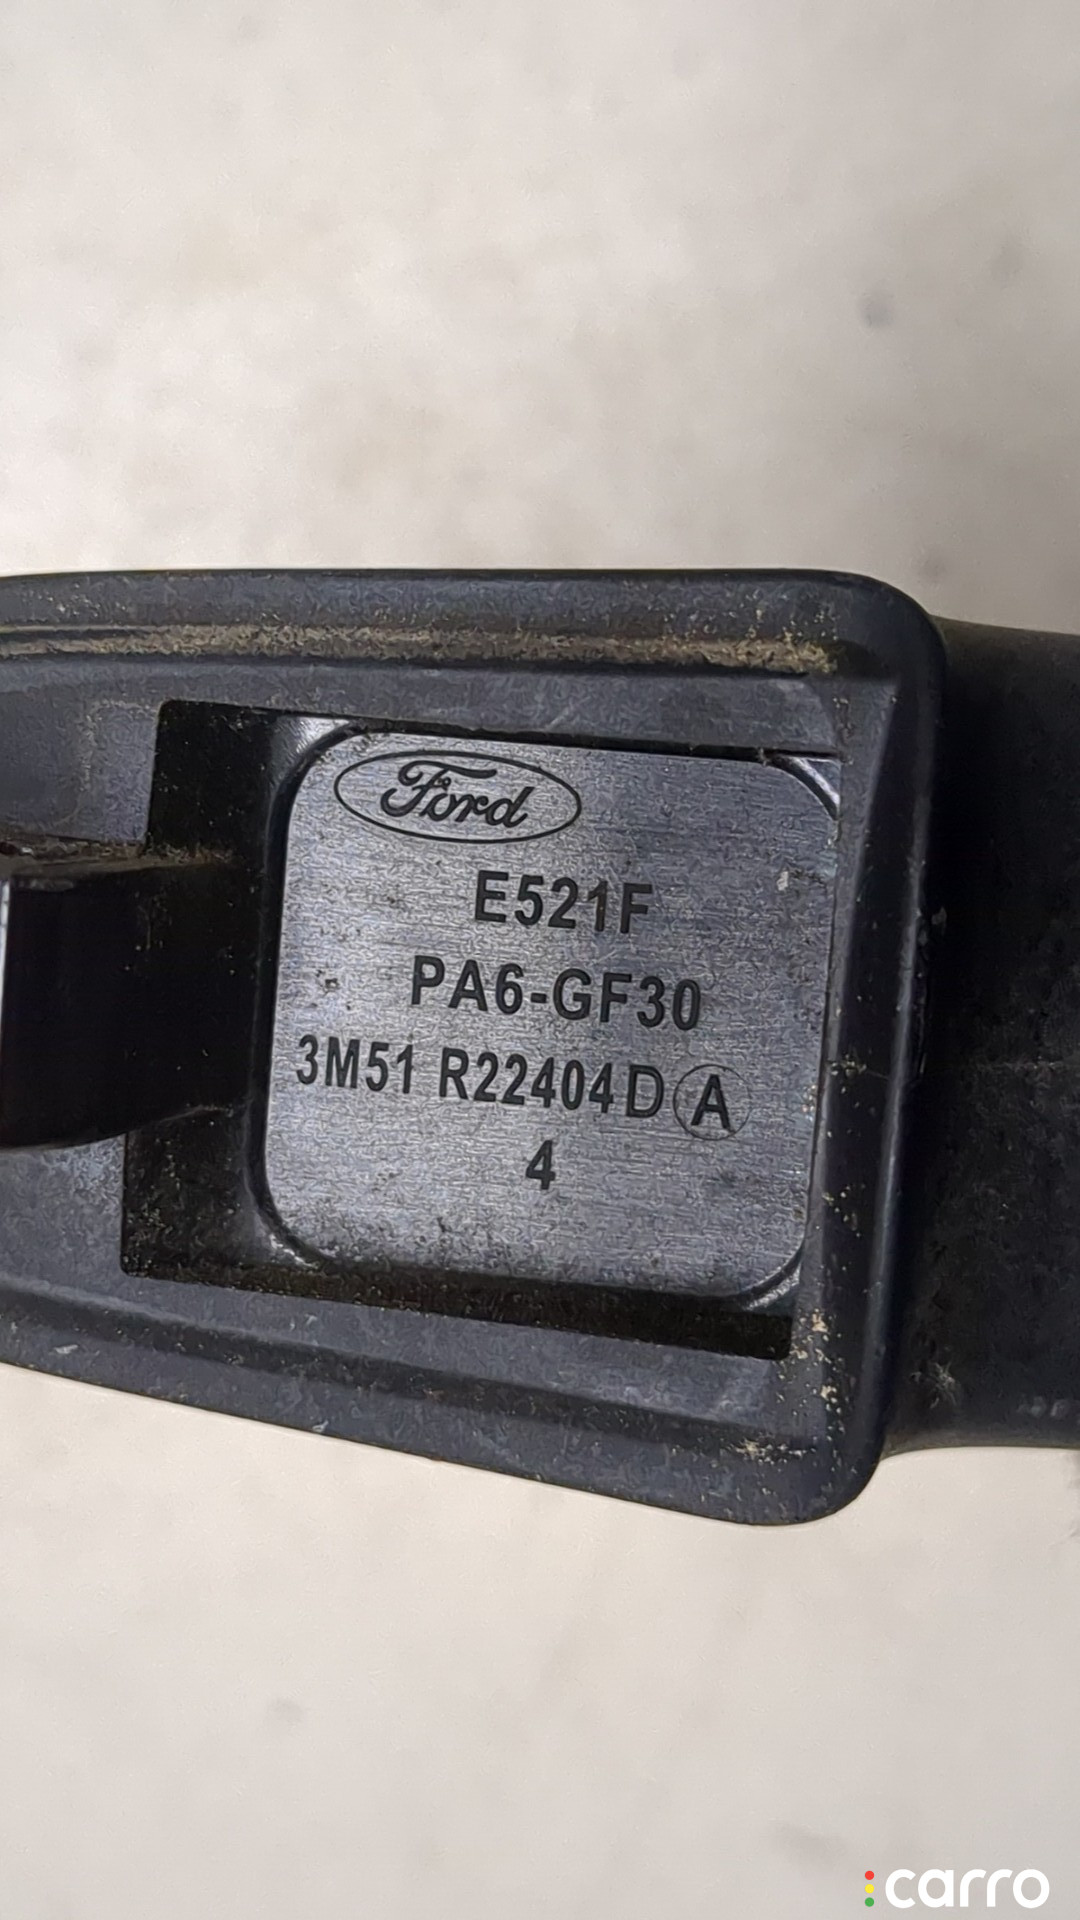 Ford
E521F
PA6-GF30
3M51 R22404D Ⓐ
4
carro